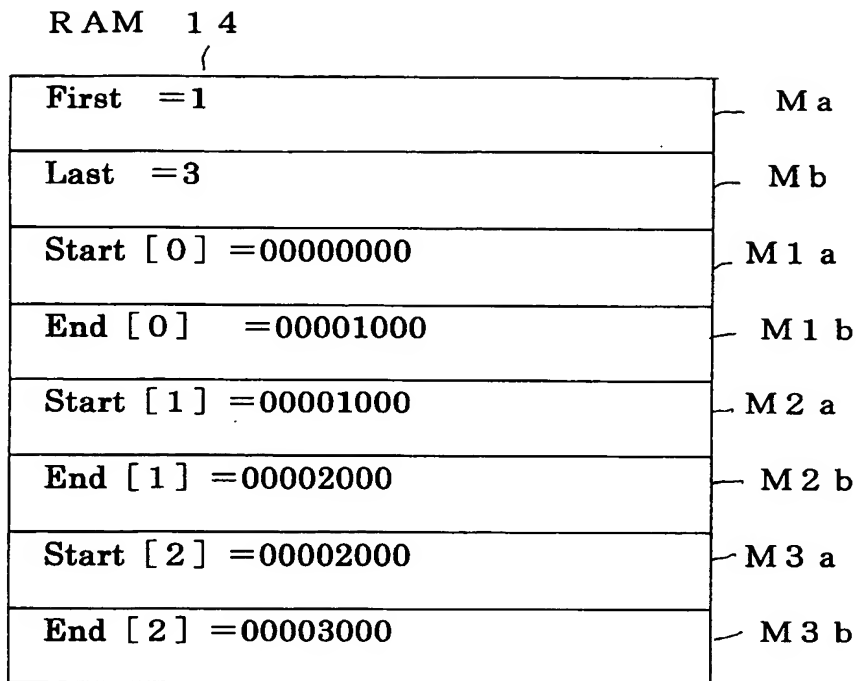 RAM 14
First =1 Ma
Last =3 Mb
Start [0] =00000000 M1a
End [0] =00001000 M1b
Start [1] =00001000 M2a
End [1] =00002000 M2b
Start [2] =00002000 M3a
End [2] =00003000 M3b